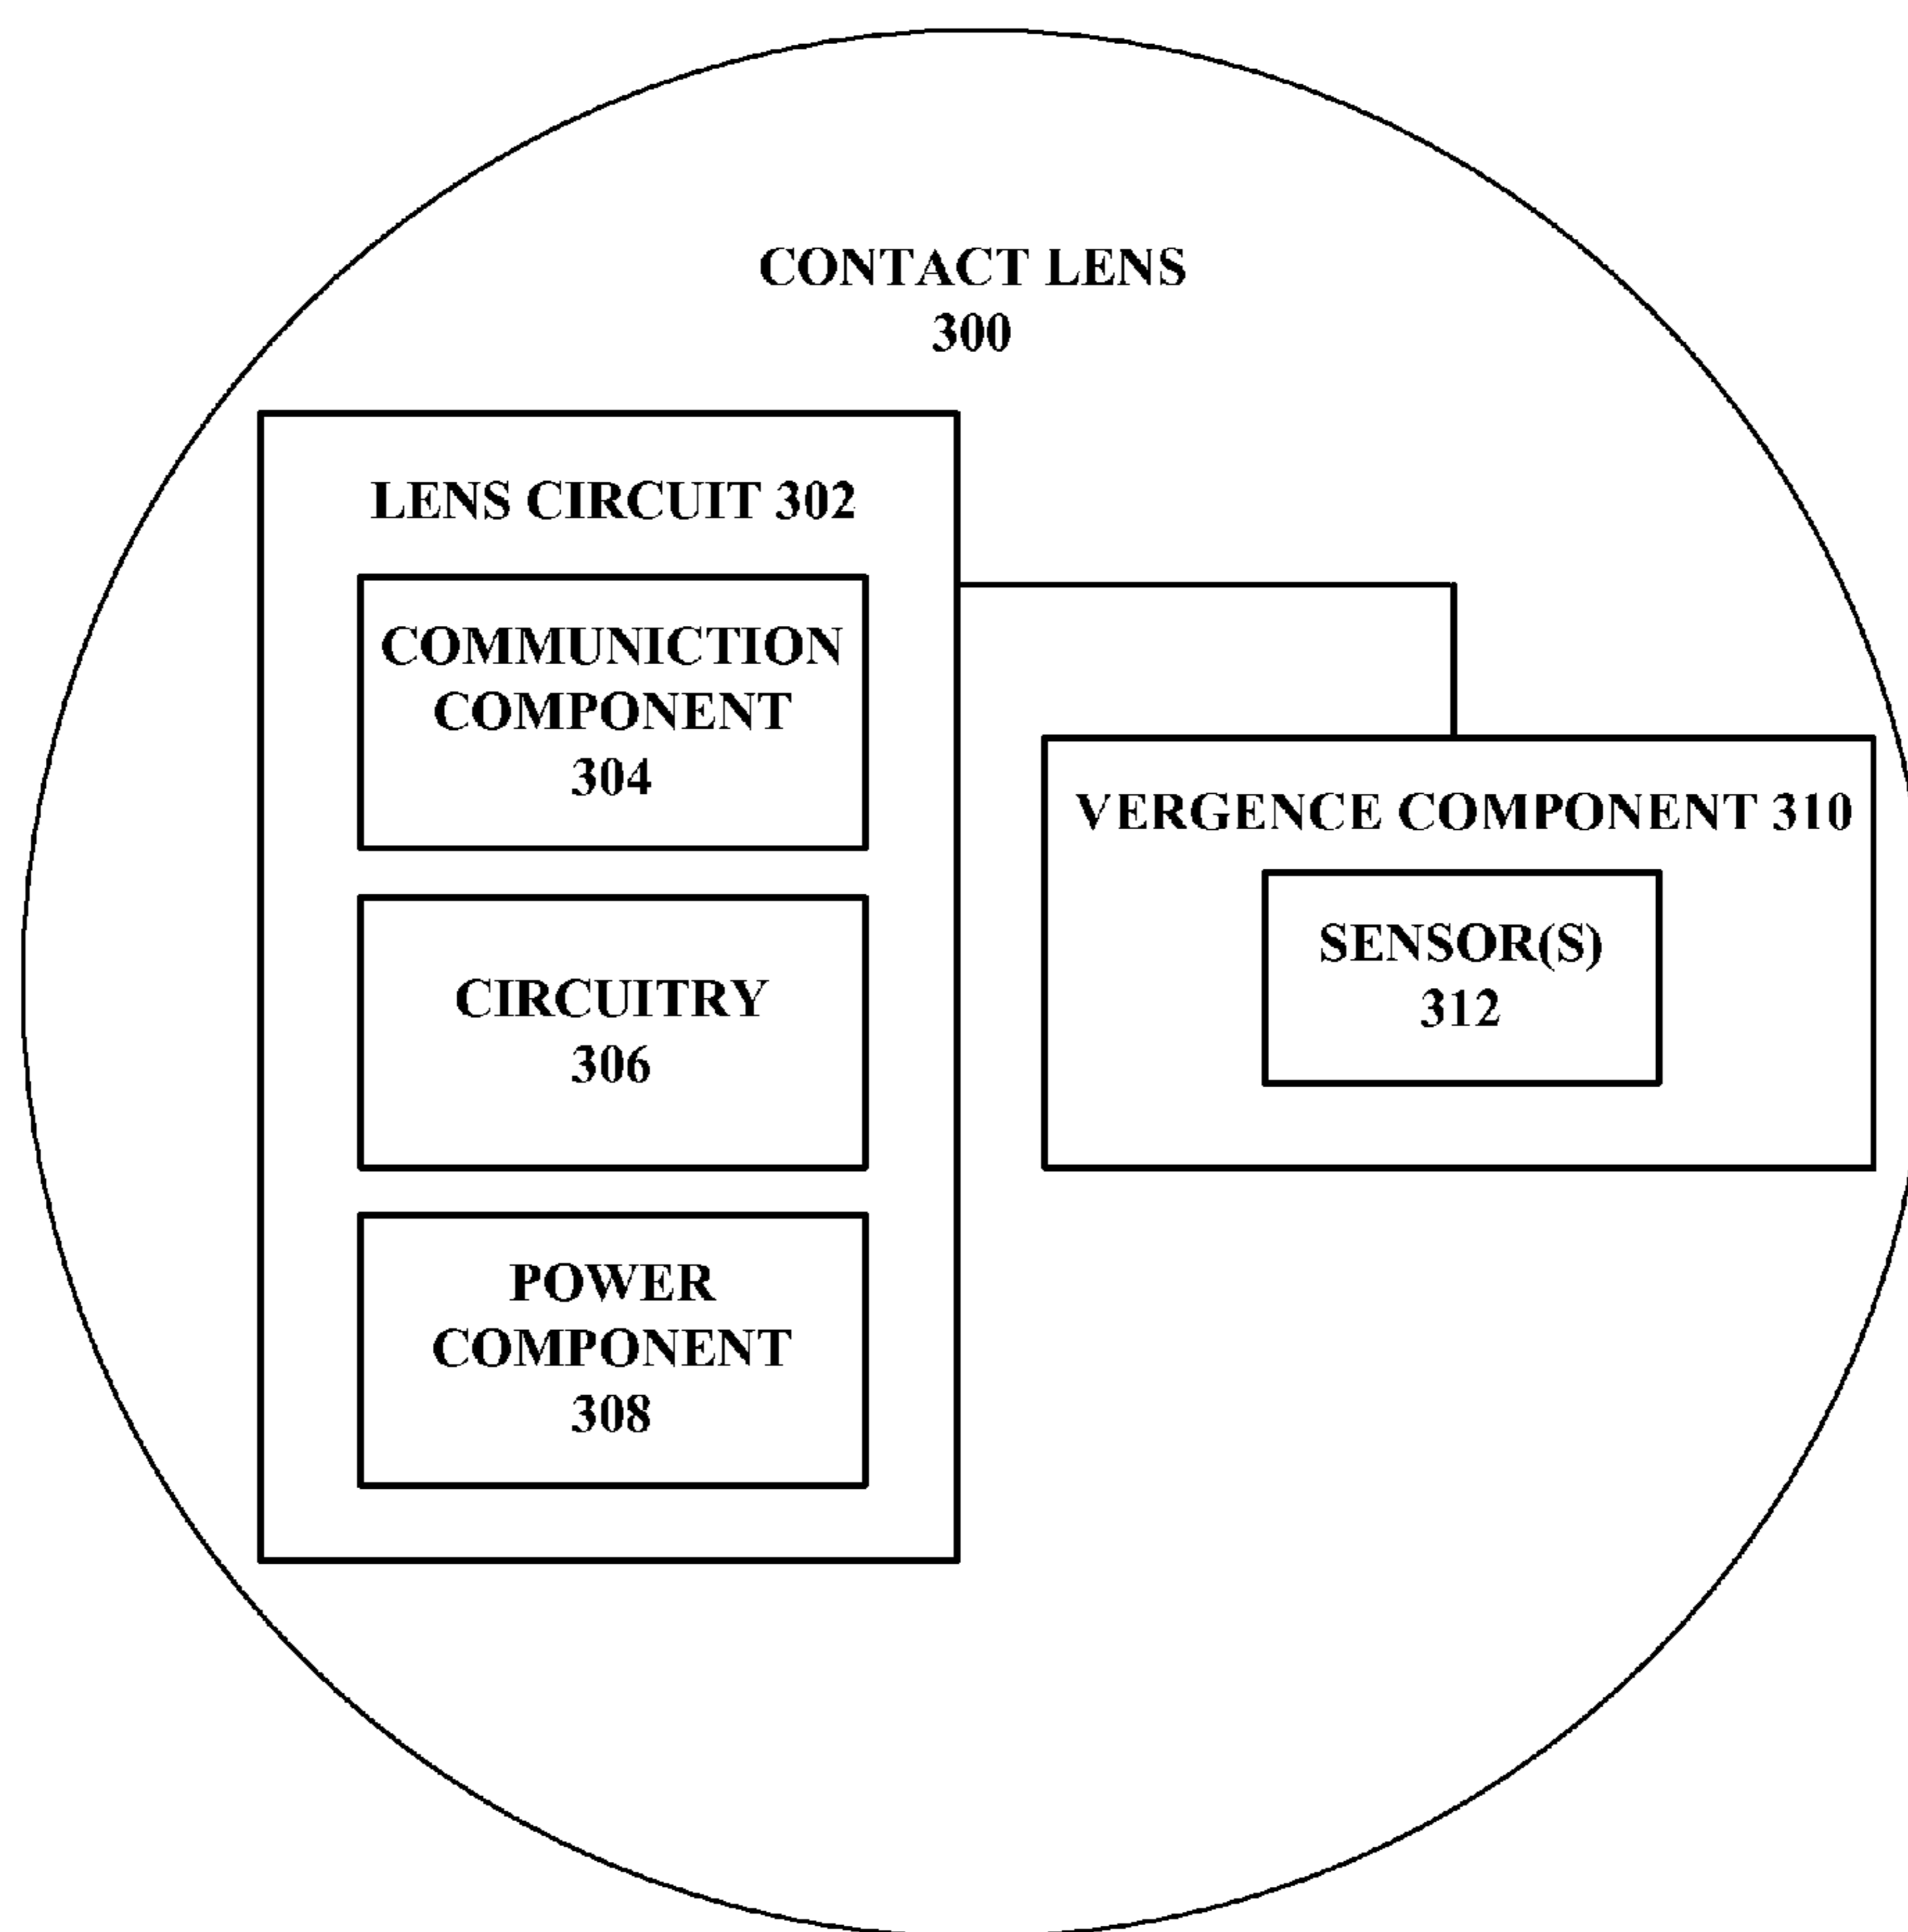 CONTACT LENS
300
LENS CIRCUIT 302
COMMUNICTION
COMPONENT
304
CIRCUITRY
306
POWER
COMPONENT
308
VERGENCE COMPONENT 310
SENSOR(S)
312